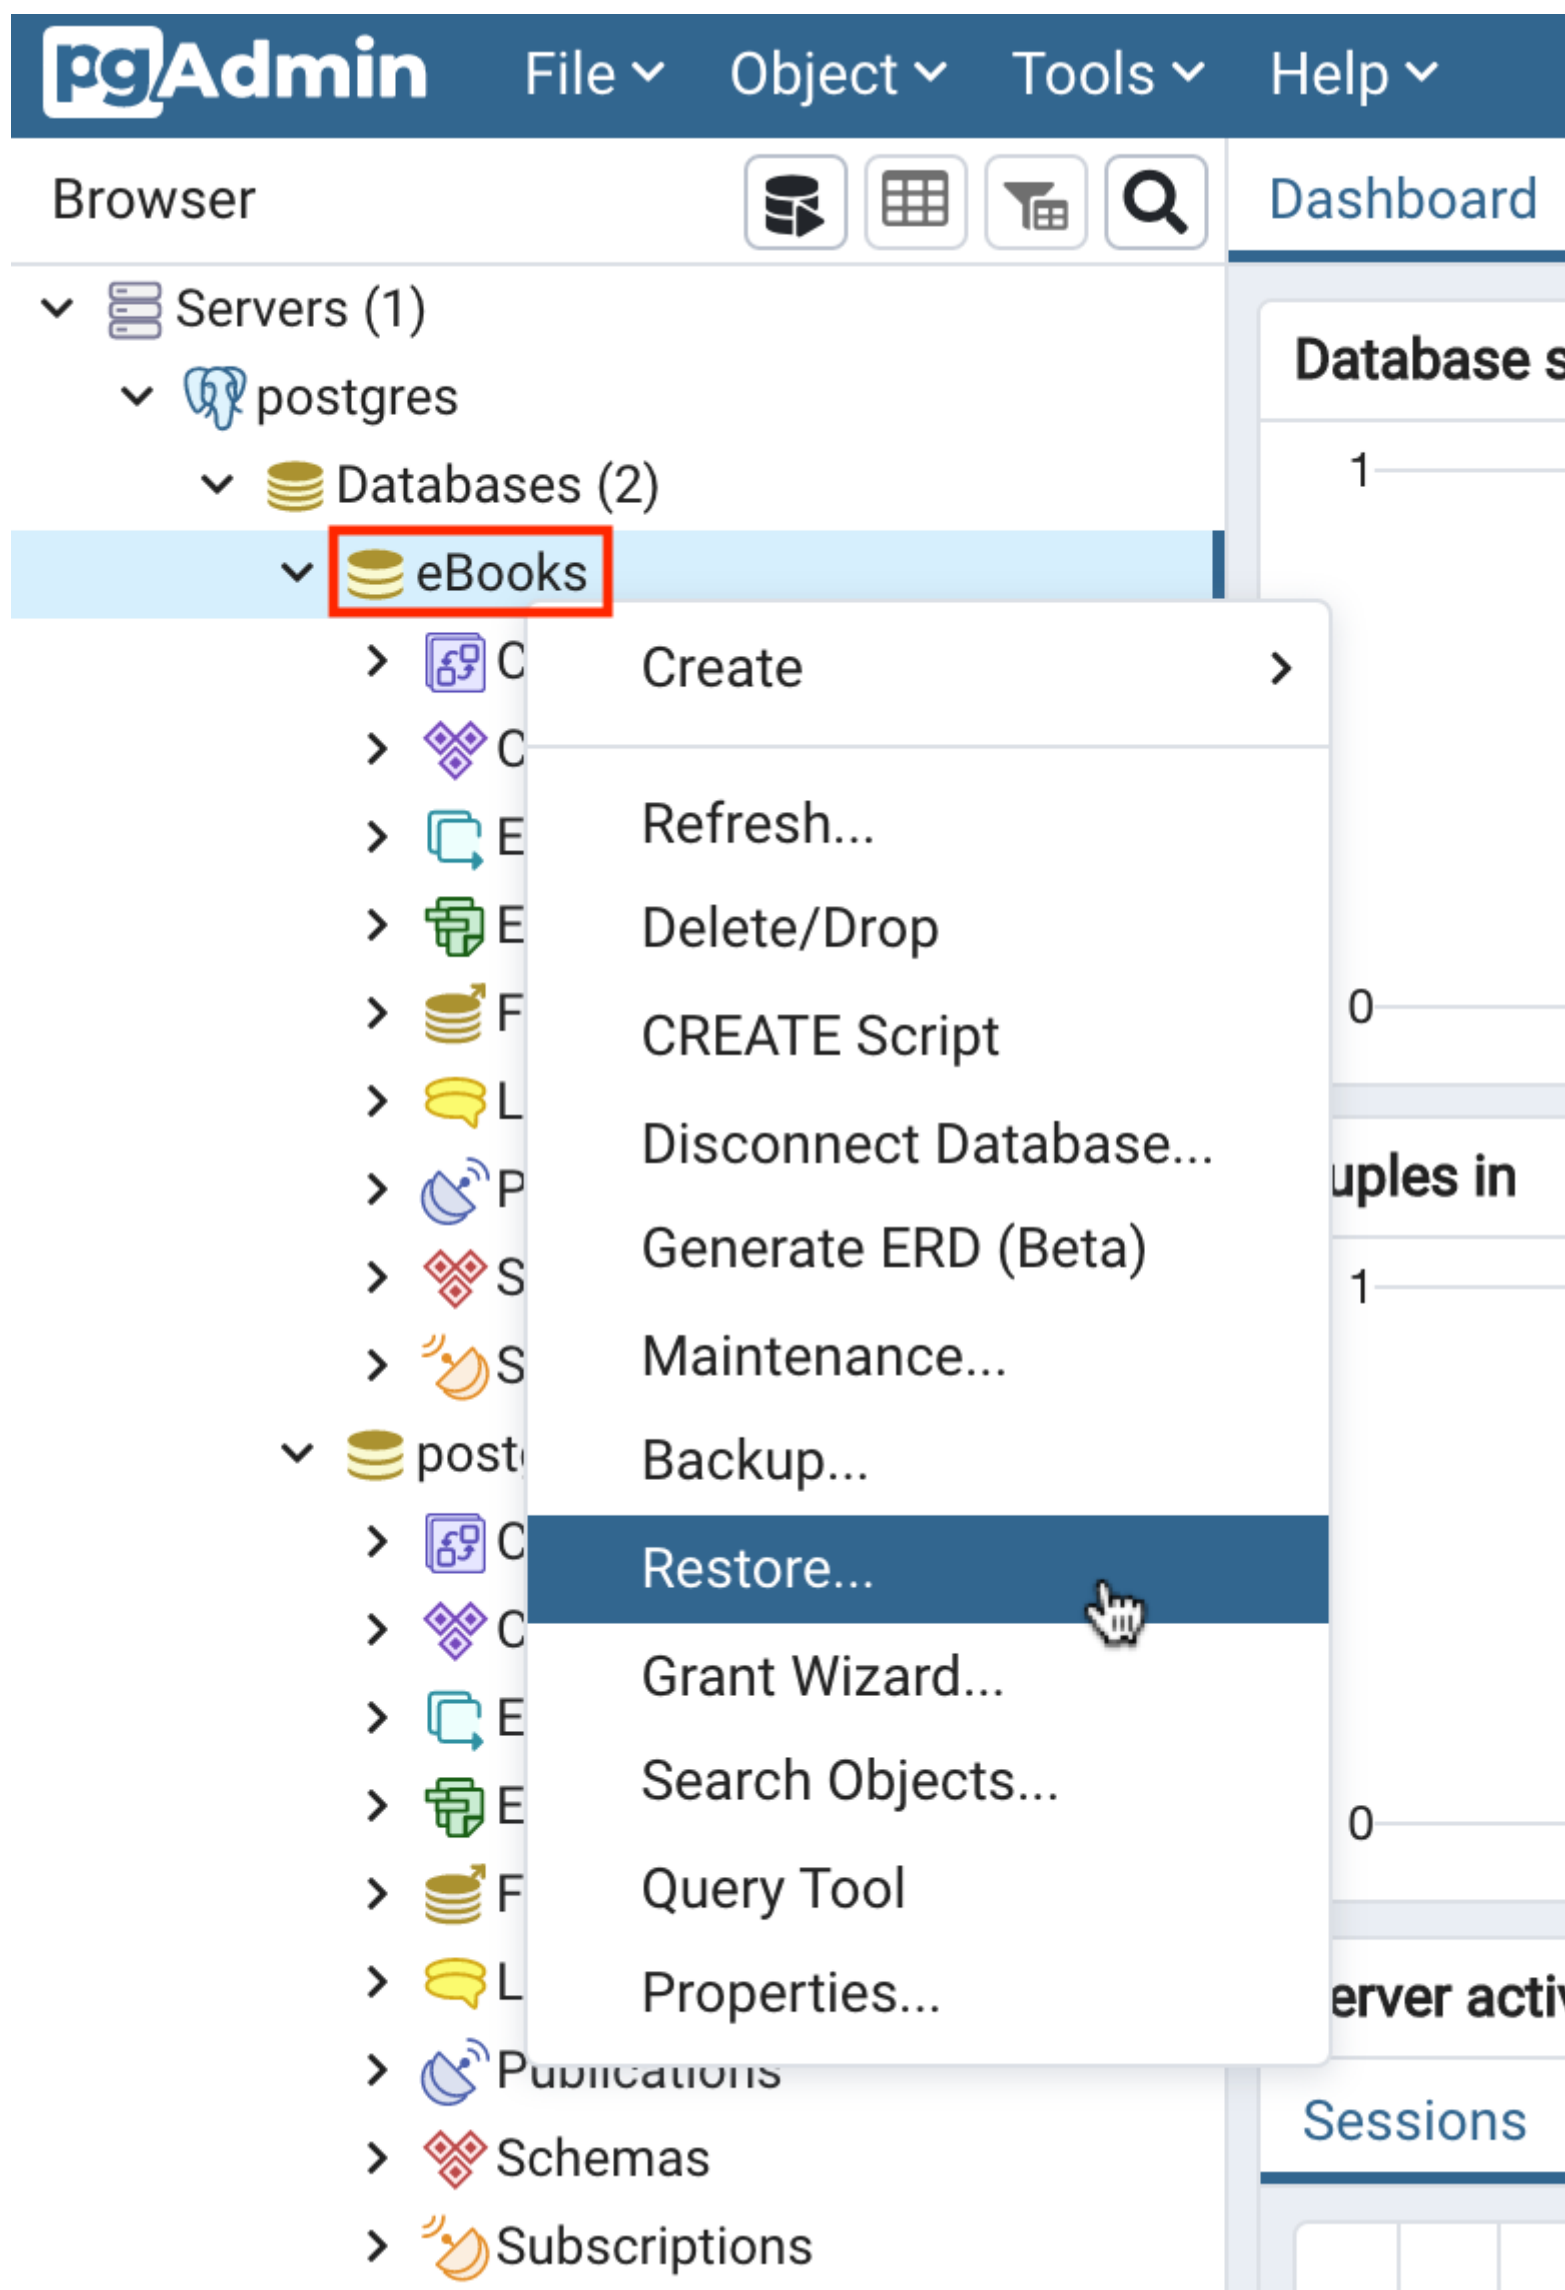 pgAdmin File Object Tools Help
Browser
Dashboard
Servers (1)
postgres
Databases (2)
eBooks
C
C
E
E
F
L
P
S
S
C
C
E
E
F
L
Publications
Schemas
Subscriptions
Create
Refresh...
Delete/Drop
CREATE Script
Disconnect Database...
Generate ERD (Beta)
Maintenance...
Backup...
Restore...
Grant Wizard...
Search Objects...
Query Tool
Properties...
Database s
1
0
uples in
1
0
erver activ
Sessions